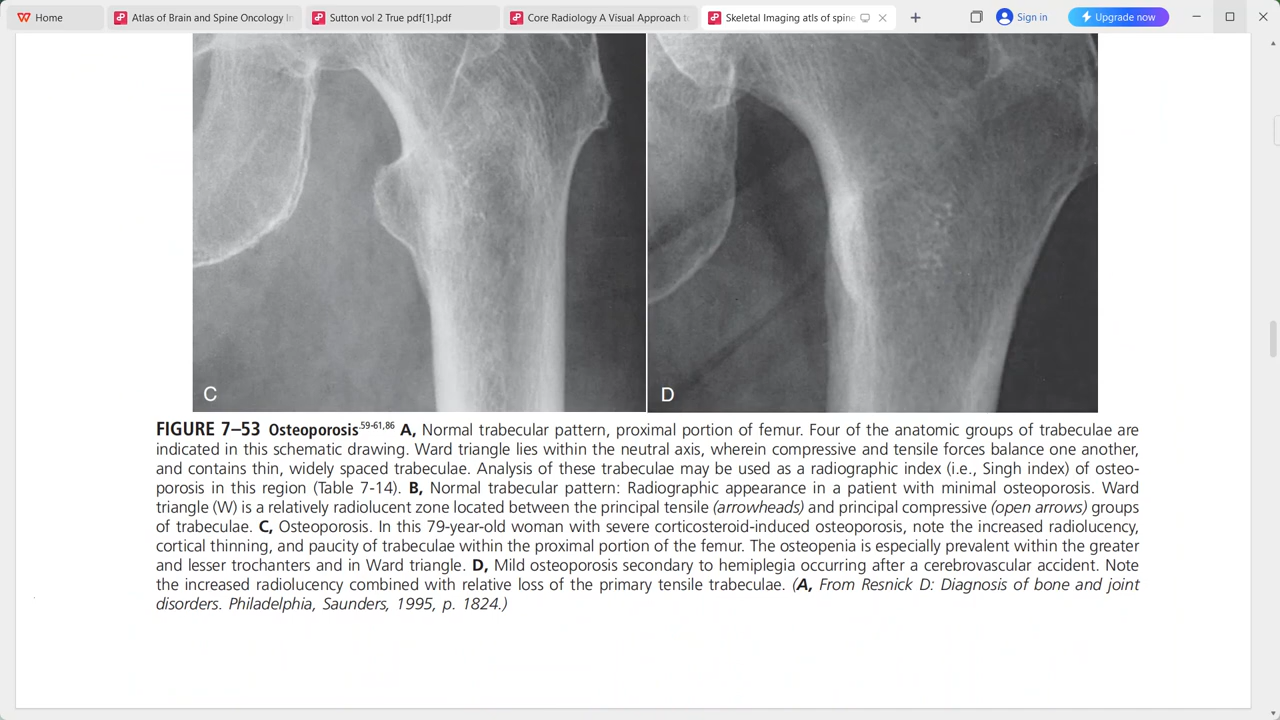 Home
Atlas of Brain and Spine Oncology I
Sutton vol 2 True pdf[1].pdf
Core Radiology A Visual Approach to
Skeletal Imaging atls of spine
Sign in
Upgrade now
C
D
FIGURE 7–53 Osteoporosis.59-61,86 A, Normal trabecular pattern, proximal portion of femur. Four of the anatomic groups of trabeculae are
indicated in this schematic drawing. Ward triangle lies within the neutral axis, wherein compressive and tensile forces balance one another,
and contains thin, widely spaced trabeculae. Analysis of these trabeculae may be used as a radiographic index (i.e., Singh index) of osteo-
porosis in this region (Table 7-14). B, Normal trabecular pattern: Radiographic appearance in a patient with minimal osteoporosis. Ward
triangle (W) is a relatively radiolucent zone located between the principal tensile (arrowheads) and principal compressive (open arrows) groups
of trabeculae. C, Osteoporosis. In this 79-year-old woman with severe corticosteroid-induced osteoporosis, note the increased radiolucency,
cortical thinning, and paucity of trabeculae within the proximal portion of the femur. The osteopenia is especially prevalent within the greater
and lesser trochanters and in Ward triangle. D, Mild osteoporosis secondary to hemiplegia occurring after a cerebrovascular accident. Note
the increased radiolucency combined with relative loss of the primary tensile trabeculae. (A, From Resnick D: Diagnosis of bone and joint
disorders. Philadelphia, Saunders, 1995, p. 1824.)